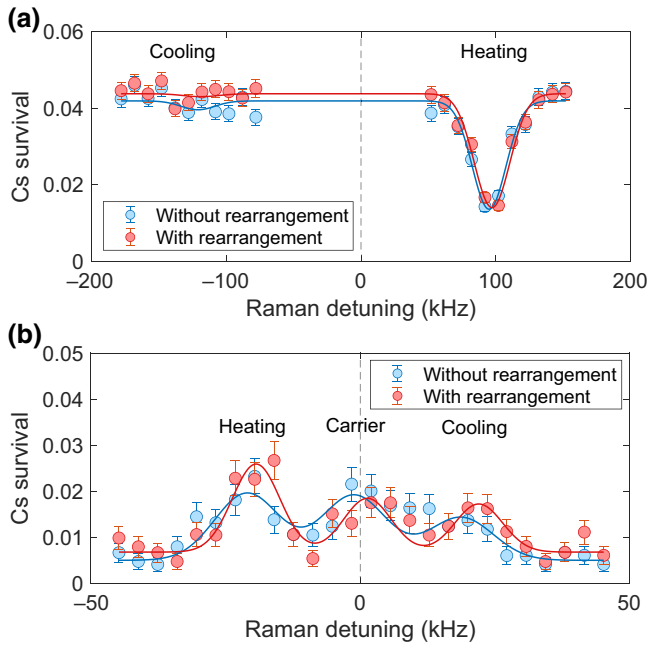 (a)
0.06
Cooling
Heating
0.04
Cs survival
0.02
Without rearrangement
With rearrangement
0
−200
−100
0
100
200
Raman detuning (kHz)
(b)
0.05
Without rearrangement
With rearrangement
0.04
0.03
Heating
Carrier
Cooling
Cs survival
0.02
0.01
0
−50
0
50
Raman detuning (kHz)